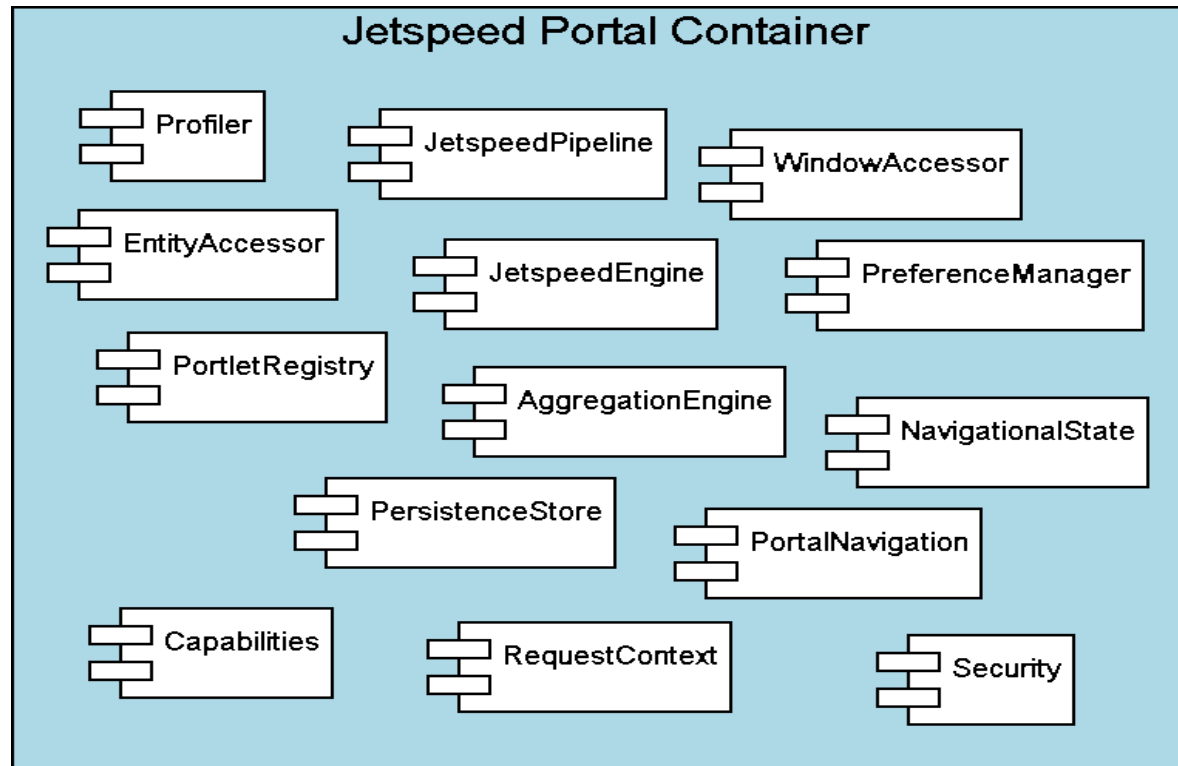 Jetspeed Portal Container
Profiler
JetspeedPipeline
WindowAccessor
EntityAccessor
JetspeedEngine
PreferenceManager
PortletRegistry
AggregationEngine
NavigationalState
PersistenceStore
PortalNavigation
Capabilities
RequestContext
Security